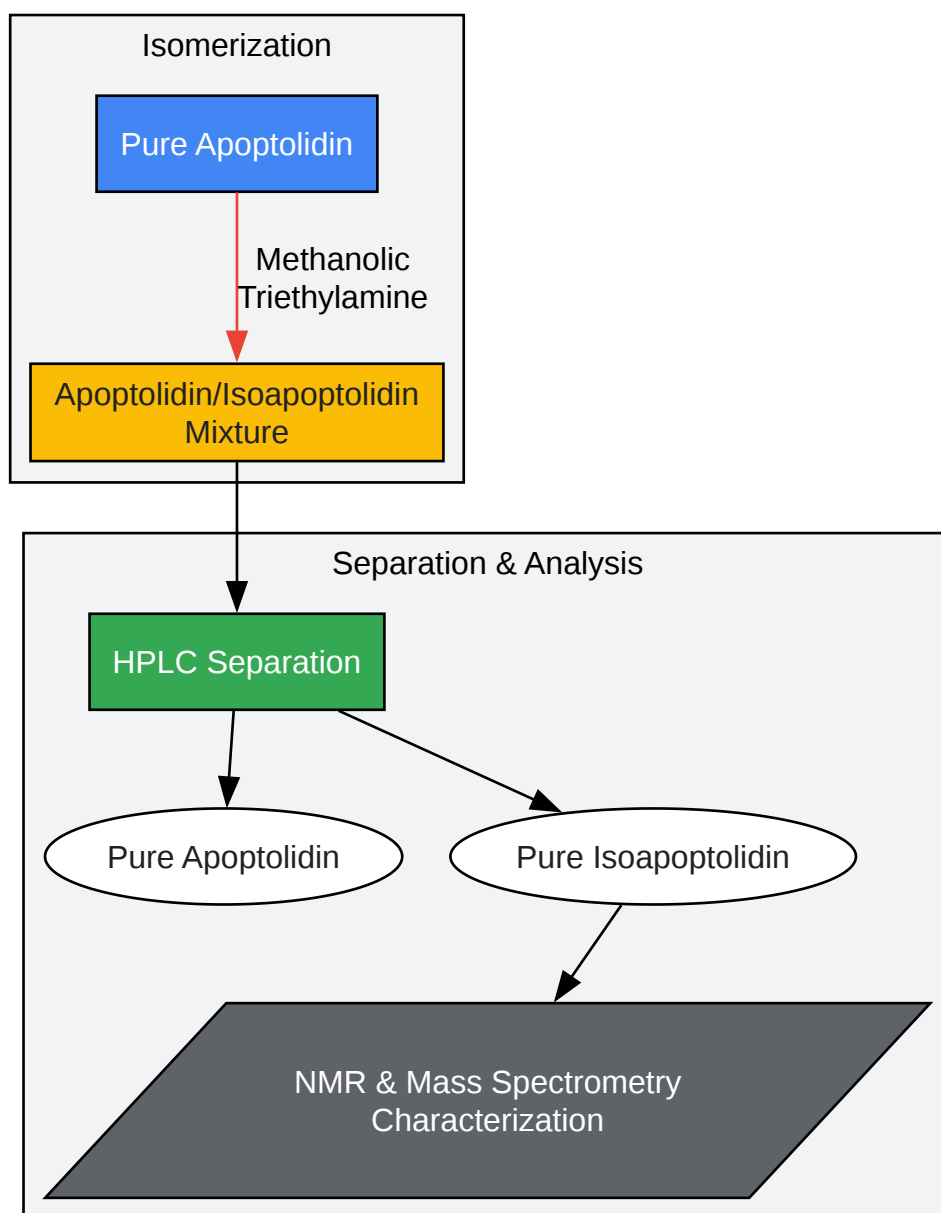 Isomerization
Pure Apoptolidin
Methanolic
Triethylamine
Apoptolidin/Isoapoptolidin
Mixture
Separation & Analysis
HPLC Separation
Pure Apoptolidin
Pure Isoapoptolidin
NMR & Mass Spectrometry
Characterization